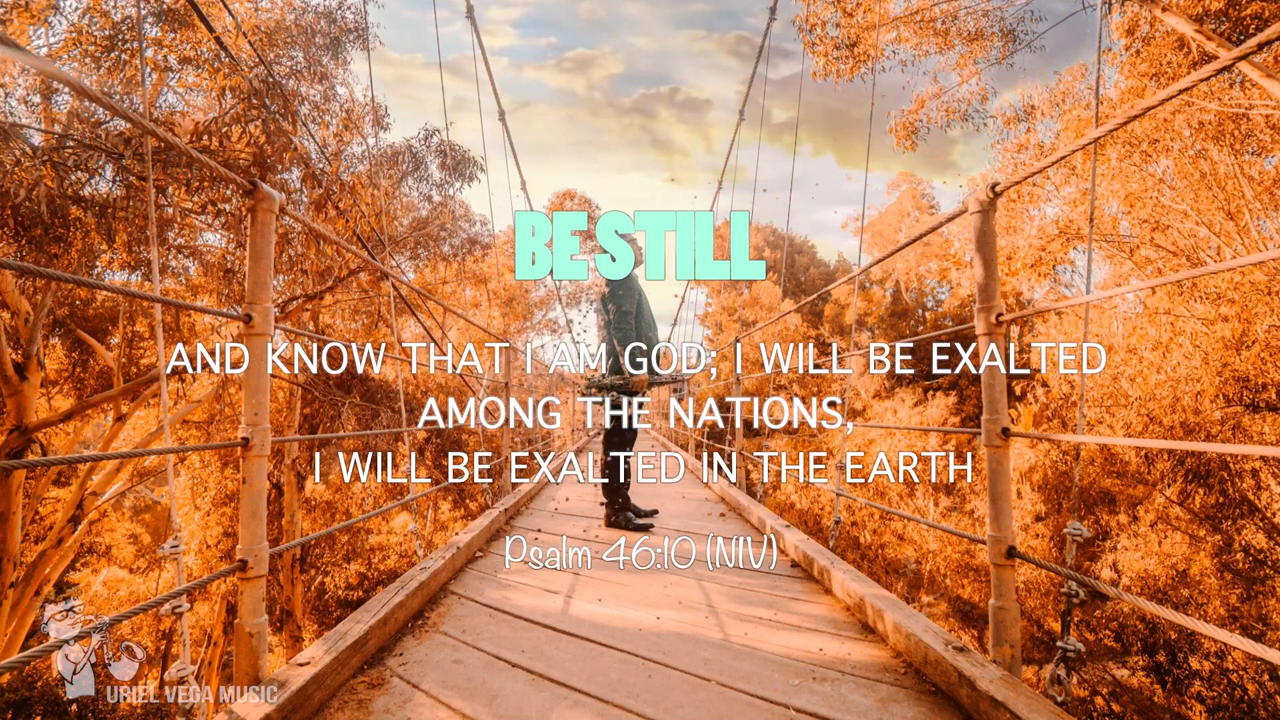 BE STILL
AND KNOW THAT I AM GOD; I WILL BE EXALTED
AMONG THE NATIONS,
I WILL BE EXALTED IN THE EARTH
Psalm 46:10 (NIV)
URIEL VEGA MUSIC